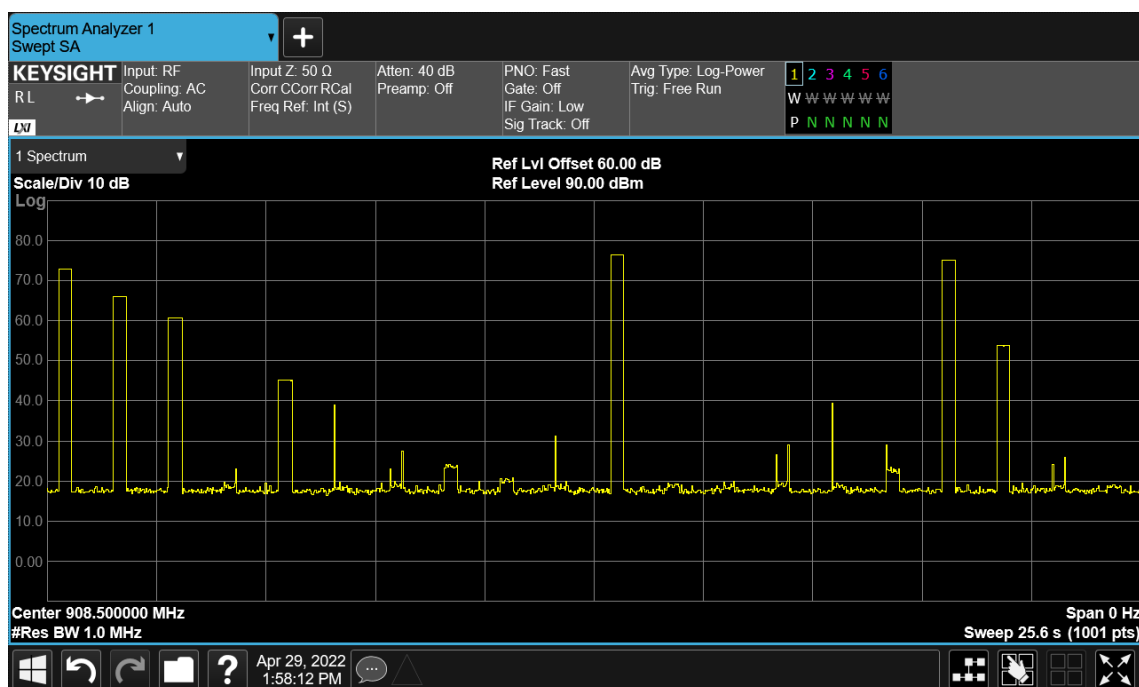 Spectrum Analyzer 1
Swept SA
KEYSIGHT
RL
LXI
Input: RF
Coupling: AC
Align: Auto
Input Z: 50 Ω
Corr CCorr RCal
Freq Ref: Int (S)
Atten: 40 dB
Preamp: Off
PNO: Fast
Gate: Off
IF Gain: Low
Sig Track: Off
Avg Type: Log-Power
Trig: Free Run
1 2 3 4 5 6
W W W W W W
P N N N N N
1 Spectrum
Scale/Div 10 dB
Ref Lvl Offset 60.00 dB
Ref Level 90.00 dBm
Log
80.0
70.0
60.0
50.0
40.0
30.0
20.0
10.0
0.00
Center 908.500000 MHz
#Res BW 1.0 MHz
Span 0 Hz
Sweep 25.6 s (1001 pts)
?
Apr 29, 2022
1:58:12 PM